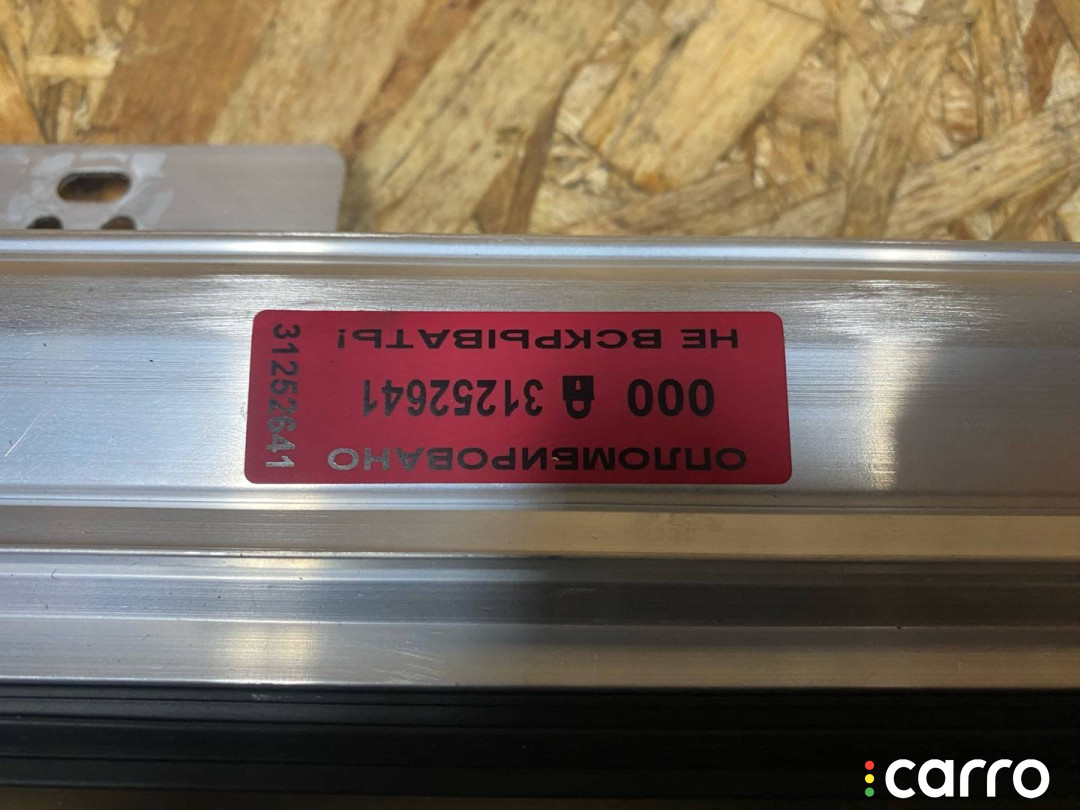 ОПЛОМБИРОВАНО
000 31252641
НЕ ВСКРЫВАТЬ!
31252641
carro